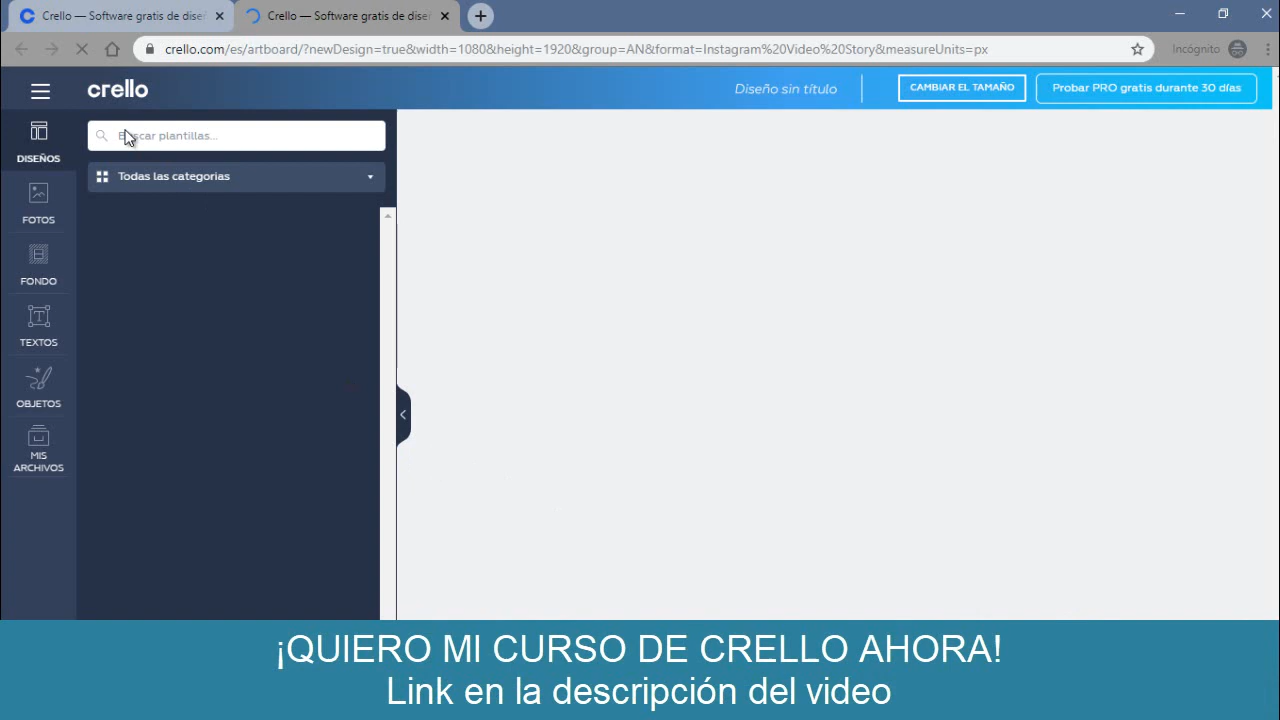 Crello — Software gratis de diseñ
Crello — Software gratis de diseñ
crello.com/es/artboard/?newDesign=true&width=1080&height=1920&group=AN&format=Instagram%20Video%20Story&measureUnits=px
Incógnito
crello
Diseño sin título
CAMBIAR EL TAMAÑO
Probar PRO gratis durante 30 días
DISEÑOS
FOTOS
FONDO
TEXTOS
OBJETOS
MIS
ARCHIVOS
Buscar plantillas...
Todas las categorias
¡QUIERO MI CURSO DE CRELLO AHORA!
Link en la descripción del video